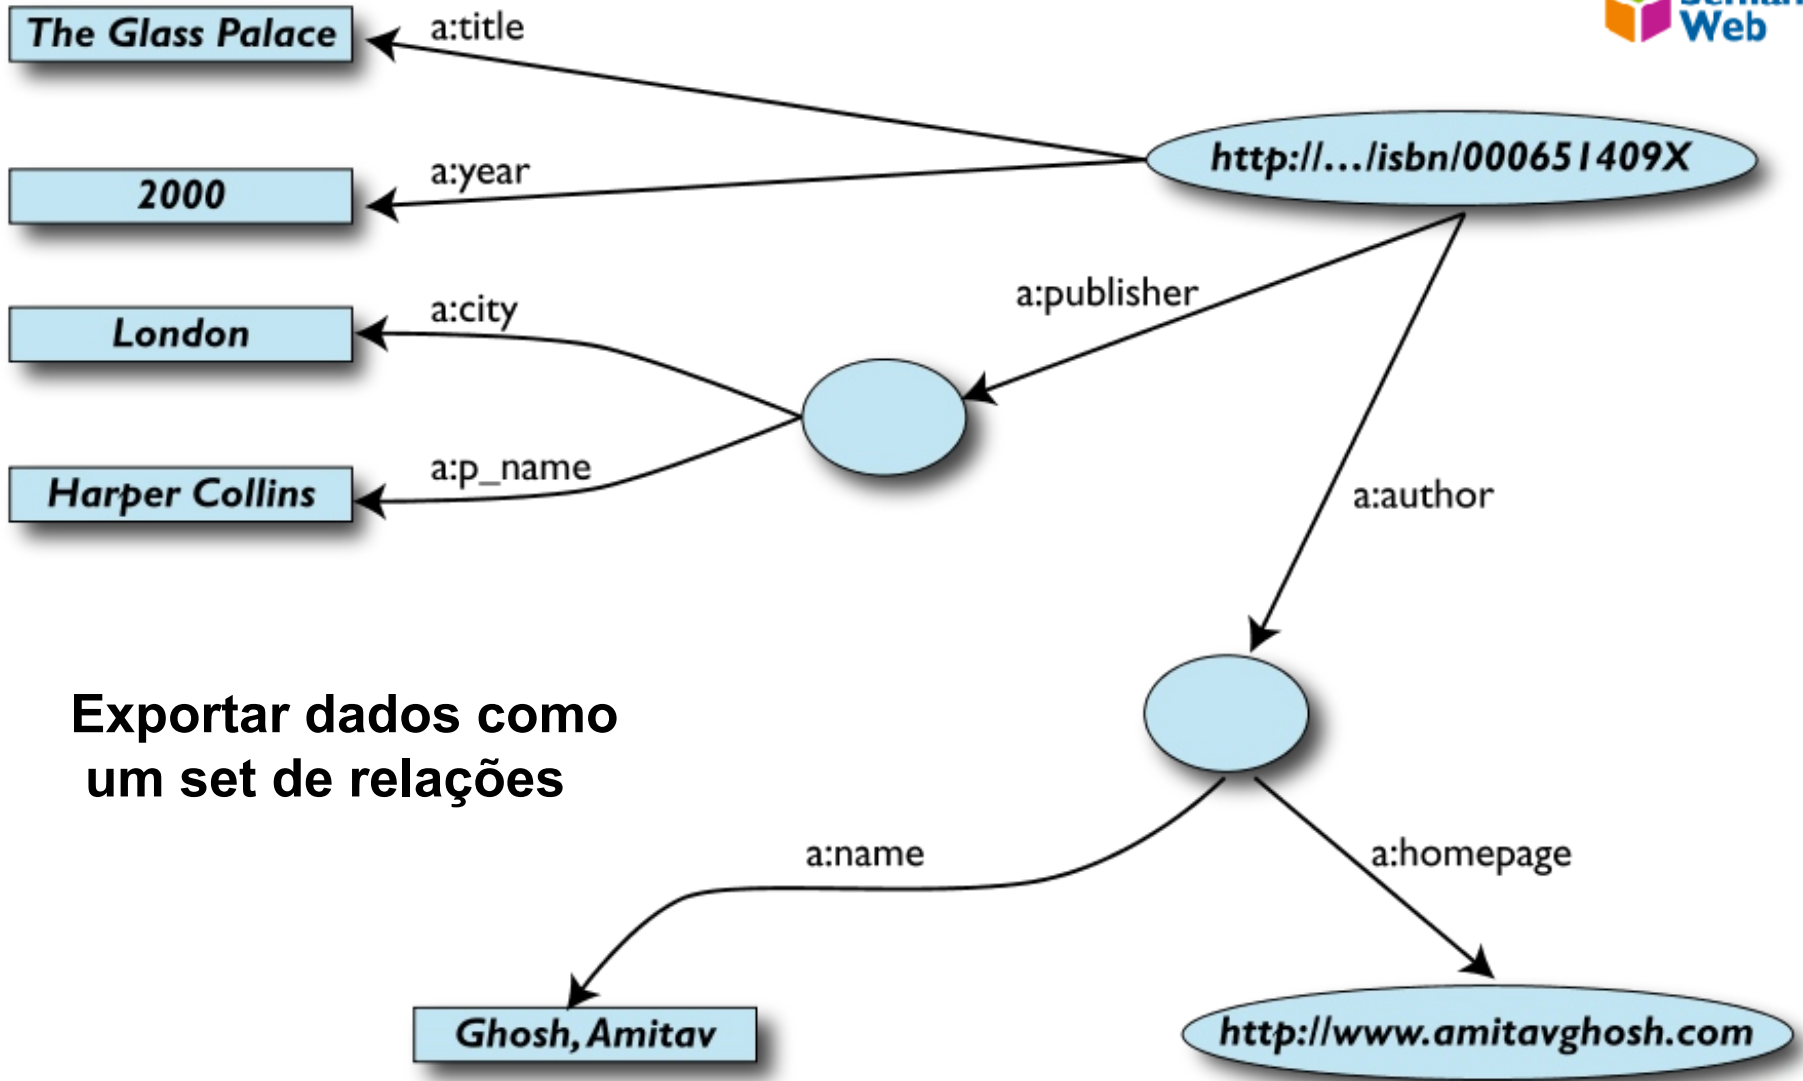 The Glass Palace
a:title
Web
http://.../isbn/000651409X
a:year
2000
a:publisher
a:city
London
a:p_name
Harper Collins
a:author
Exportar dados como
um set de relações
a:name
a:homepage
Ghosh, Amitav
http://www.amitavghosh.com